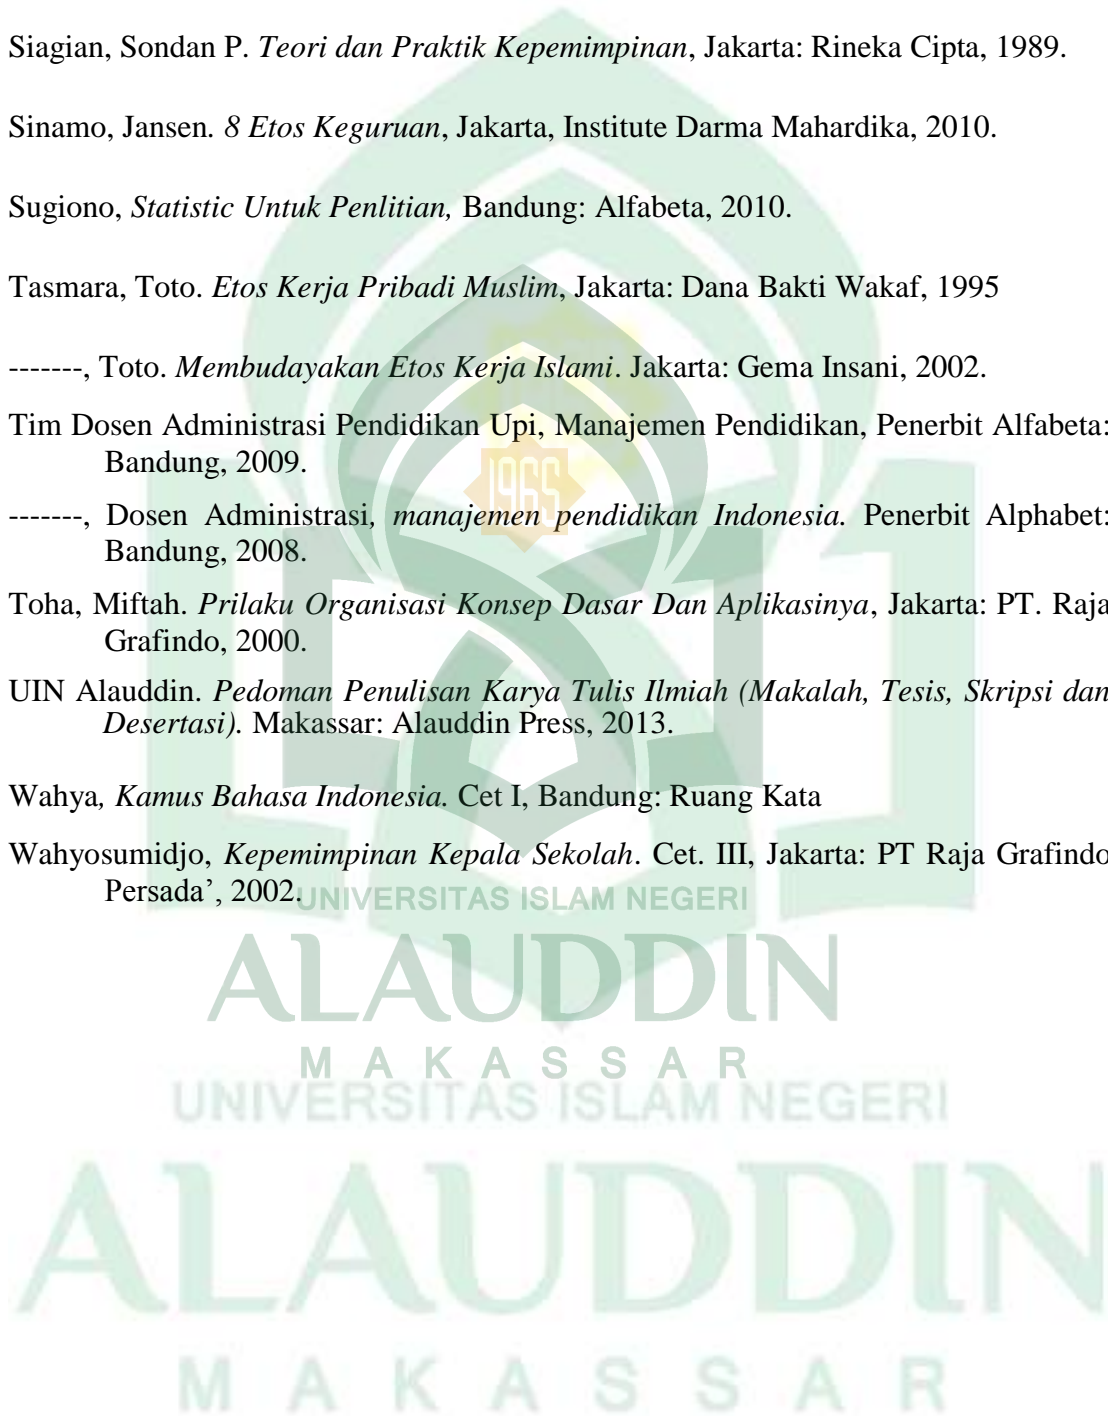 Siagian, Sondan P. Teori dan Praktik Kepemimpinan, Jakarta: Rineka Cipta, 1989.
Sinamo, Jansen. 8 Etos Keguruan, Jakarta, Institute Darma Mahardika, 2010.
Sugiono, Statistic Untuk Penlitian, Bandung: Alfabeta, 2010.
Tasmara, Toto. Etos Kerja Pribadi Muslim, Jakarta: Dana Bakti Wakaf, 1995
-------, Toto. Membudayakan Etos Kerja Islami. Jakarta: Gema Insani, 2002.
Tim Dosen Administrasi Pendidikan Upi, Manajemen Pendidikan, Penerbit Alfabeta:
Bandung, 2009.
1965
-------, Dosen Administrasi, manajemen pendidikan Indonesia. Penerbit Alphabet:
Bandung, 2008.
Toha, Miftah. Prilaku Organisasi Konsep Dasar Dan Aplikasinya, Jakarta: PT. Raja
Grafindo, 2000.
UIN Alauddin. Pedoman Penulisan Karya Tulis Ilmiah (Makalah, Tesis, Skripsi dan
Desertasi). Makassar: Alauddin Press, 2013.
Wahya, Kamus Bahasa Indonesia. Cet I, Bandung: Ruang Kata
Wahyosumidjo, Kepemimpinan Kepala Sekolah. Cet. III, Jakarta: PT Raja Grafindo
Persada’, 2002.
UNIVERSITAS ISLAM NEGERI
ALAUDDIN
MAKASSAR
UNIVERSITAS ISLAM NEGERI
ALAUDDIN
MAKASSAR